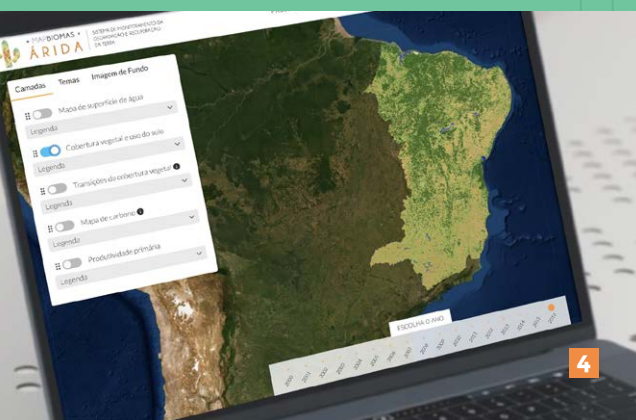 MAPBIOMAS
ÁRIDA
SISTEMA DE MONITORAMENTO DA
DEGRADAÇÃO E RECUPERAÇÃO
DA TERRA
Camadas Temas Imagem de Fundo
Mapa de superfície de água
Legenda
Cobertura vegetal e uso do solo
Legenda
Transições da cobertura vegetal
Legenda
Mapa de carbono
Legenda
Produtividade primária
Legenda
ESCOLHA O ANO
4